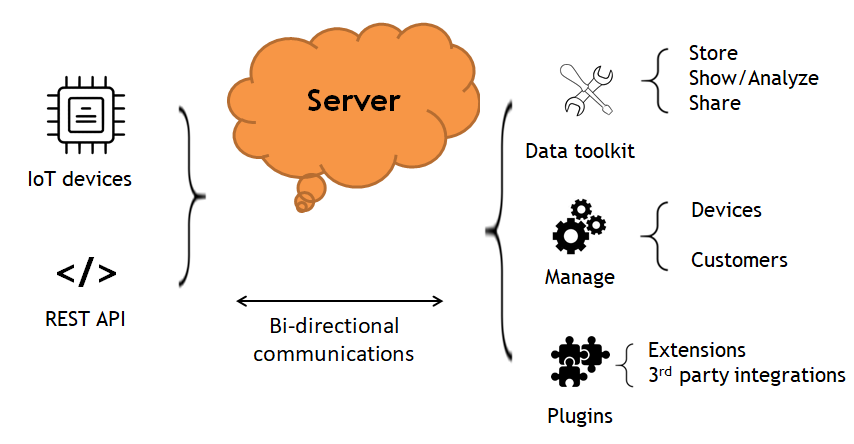 Server
IoT devices
</>
REST API
Bi-directional
communications
Data toolkit
Store
Show/Analyze
Share
Manage
Devices
Customers
Plugins
Extensions
3rd party integrations